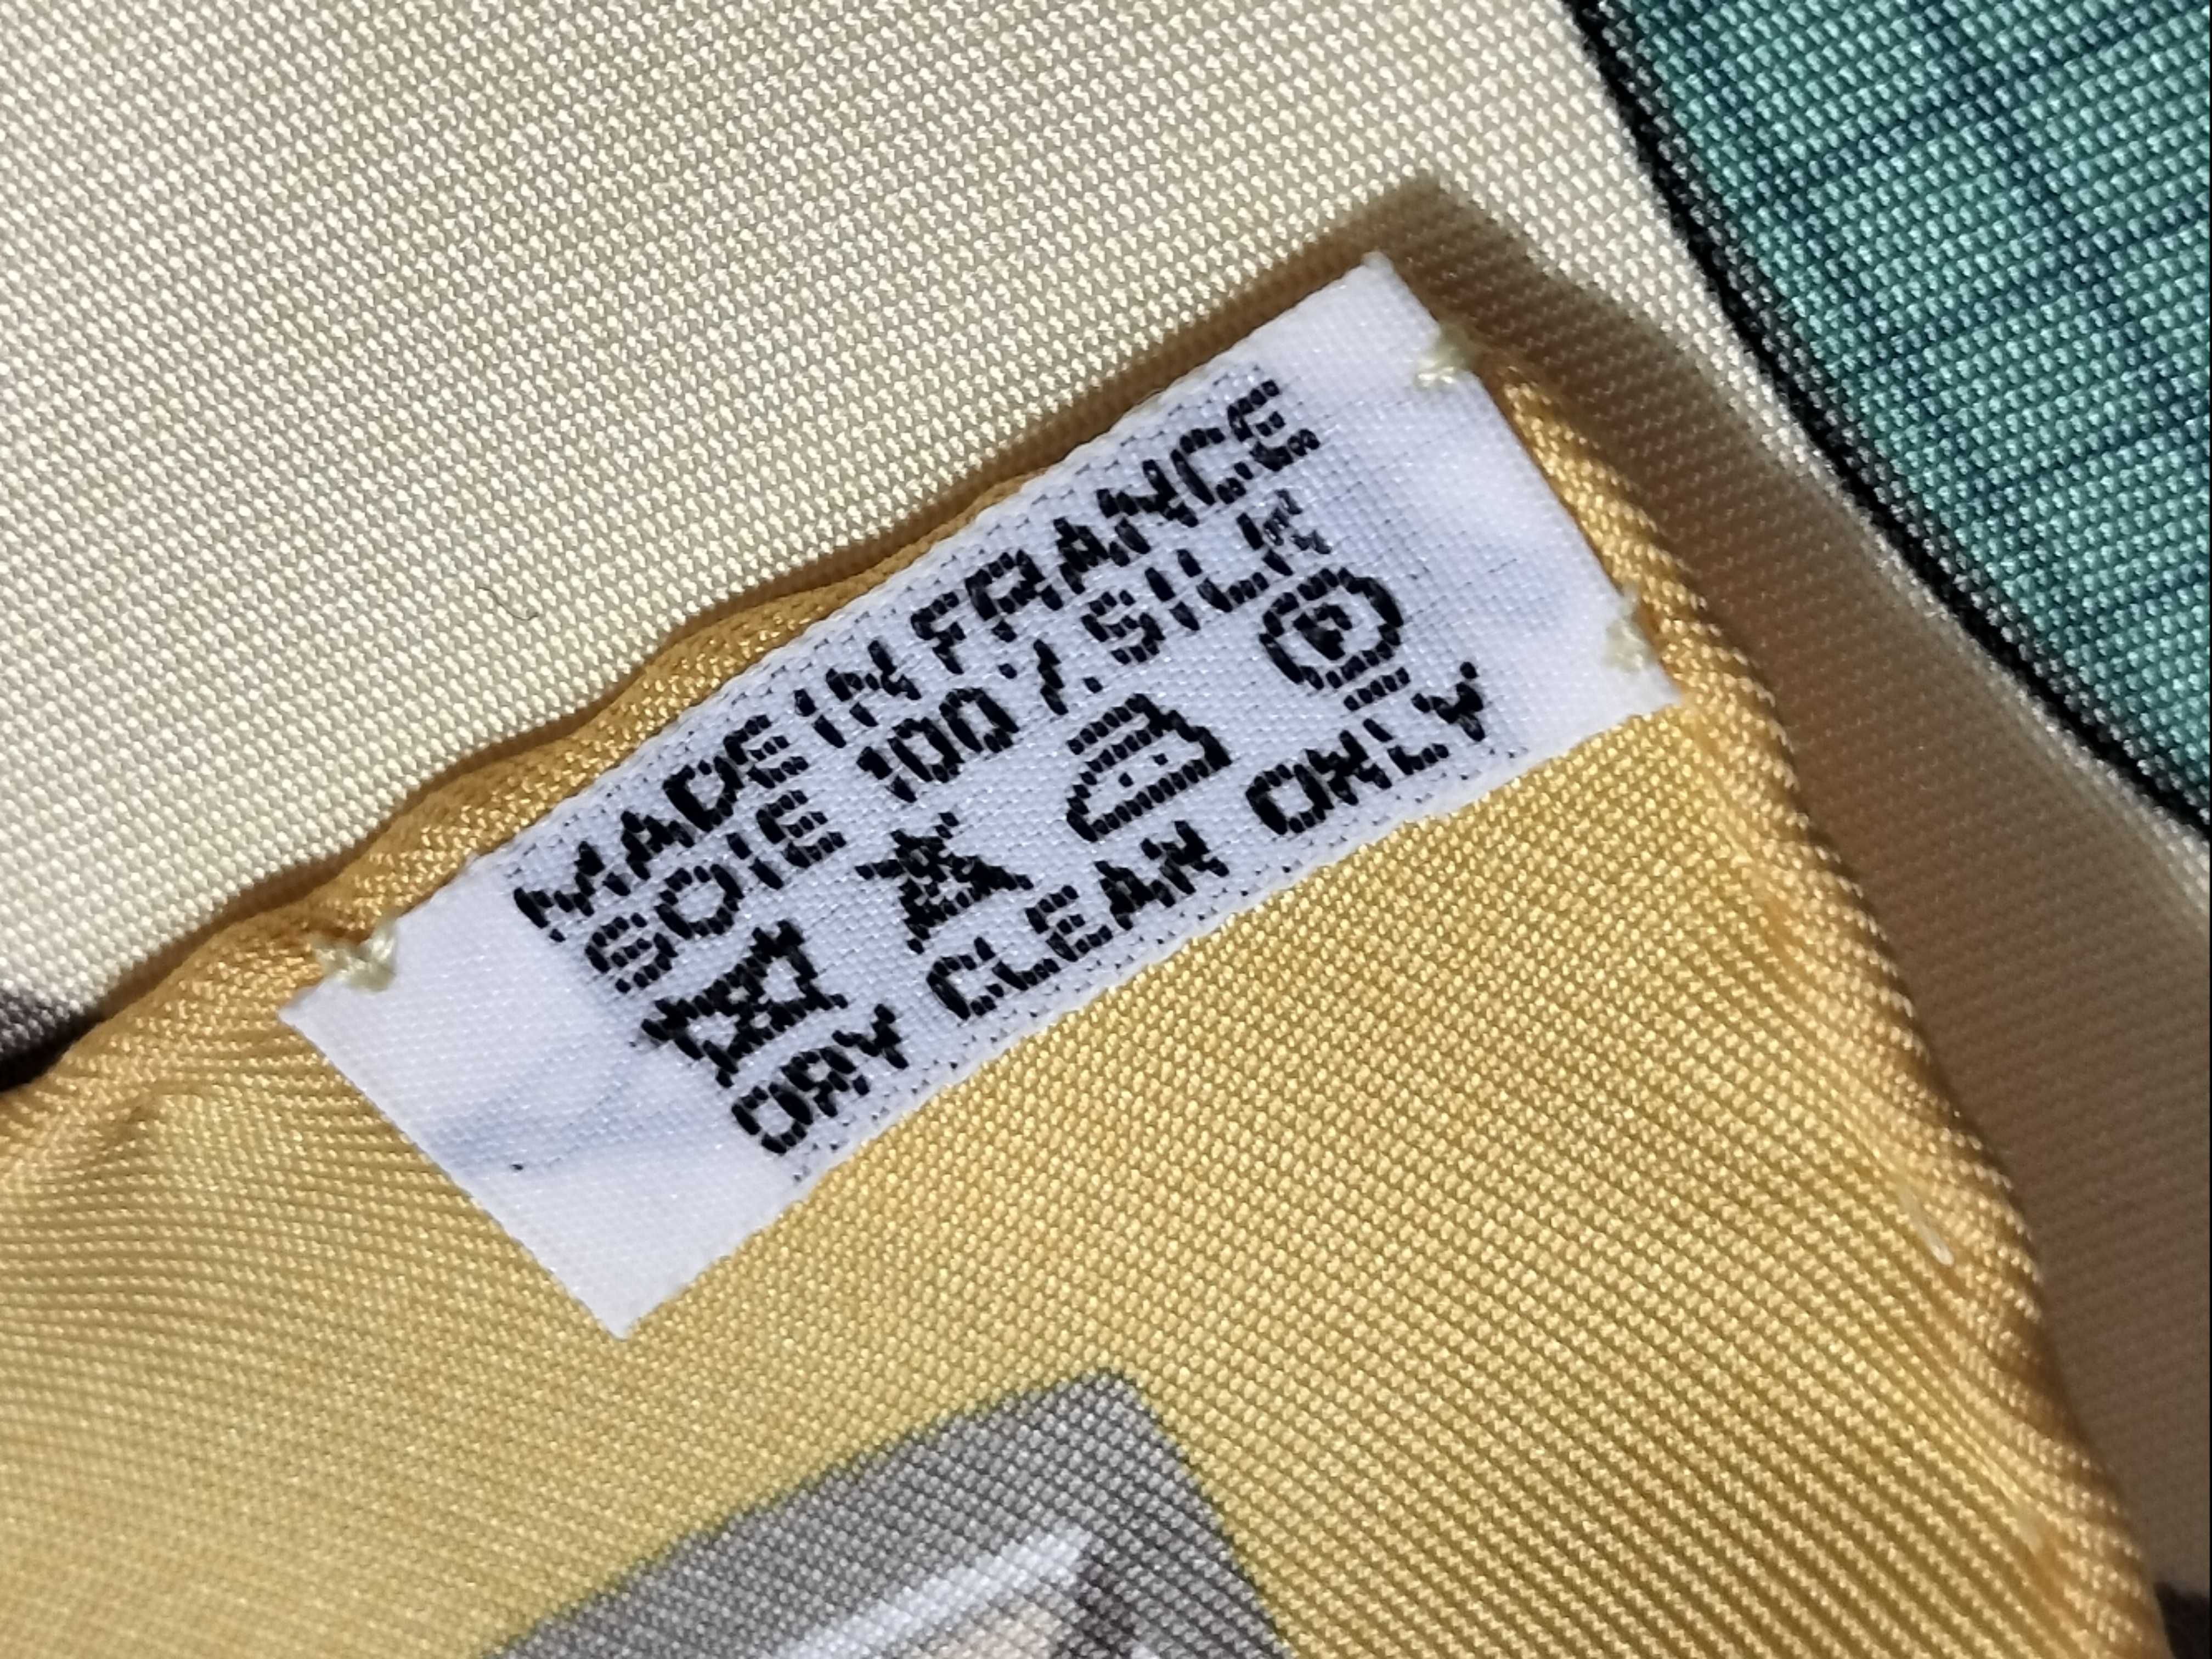 MADE IN FRANCE
SOIE 100% SILK
P
DRY CLEAN ONLY